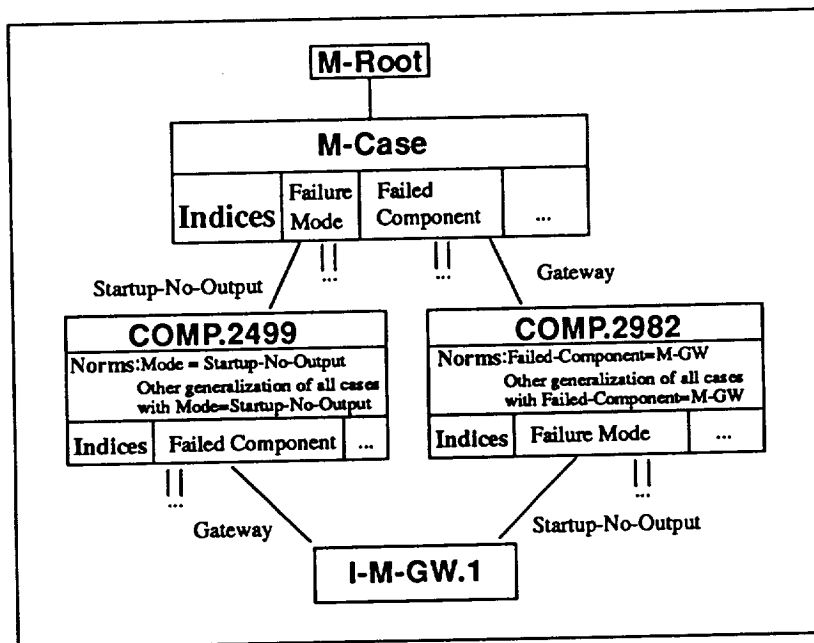 M-Root
M-Case
Indices
Failure
Mode
Failed
Component
...
...
...
Startup-No-Output
Gateway
COMP.2499
Norms:Mode = Startup-No-Output
Other generalization of all cases
with Mode=Startup-No-Output
Indices
Failed Component
...
COMP.2982
Norms:Failed-Component=M-GW
Other generalization of all cases
with Failed-Component=M-GW
Indices
Failure Mode
...
...
...
Gateway
Startup-No-Output
I-M-GW.1